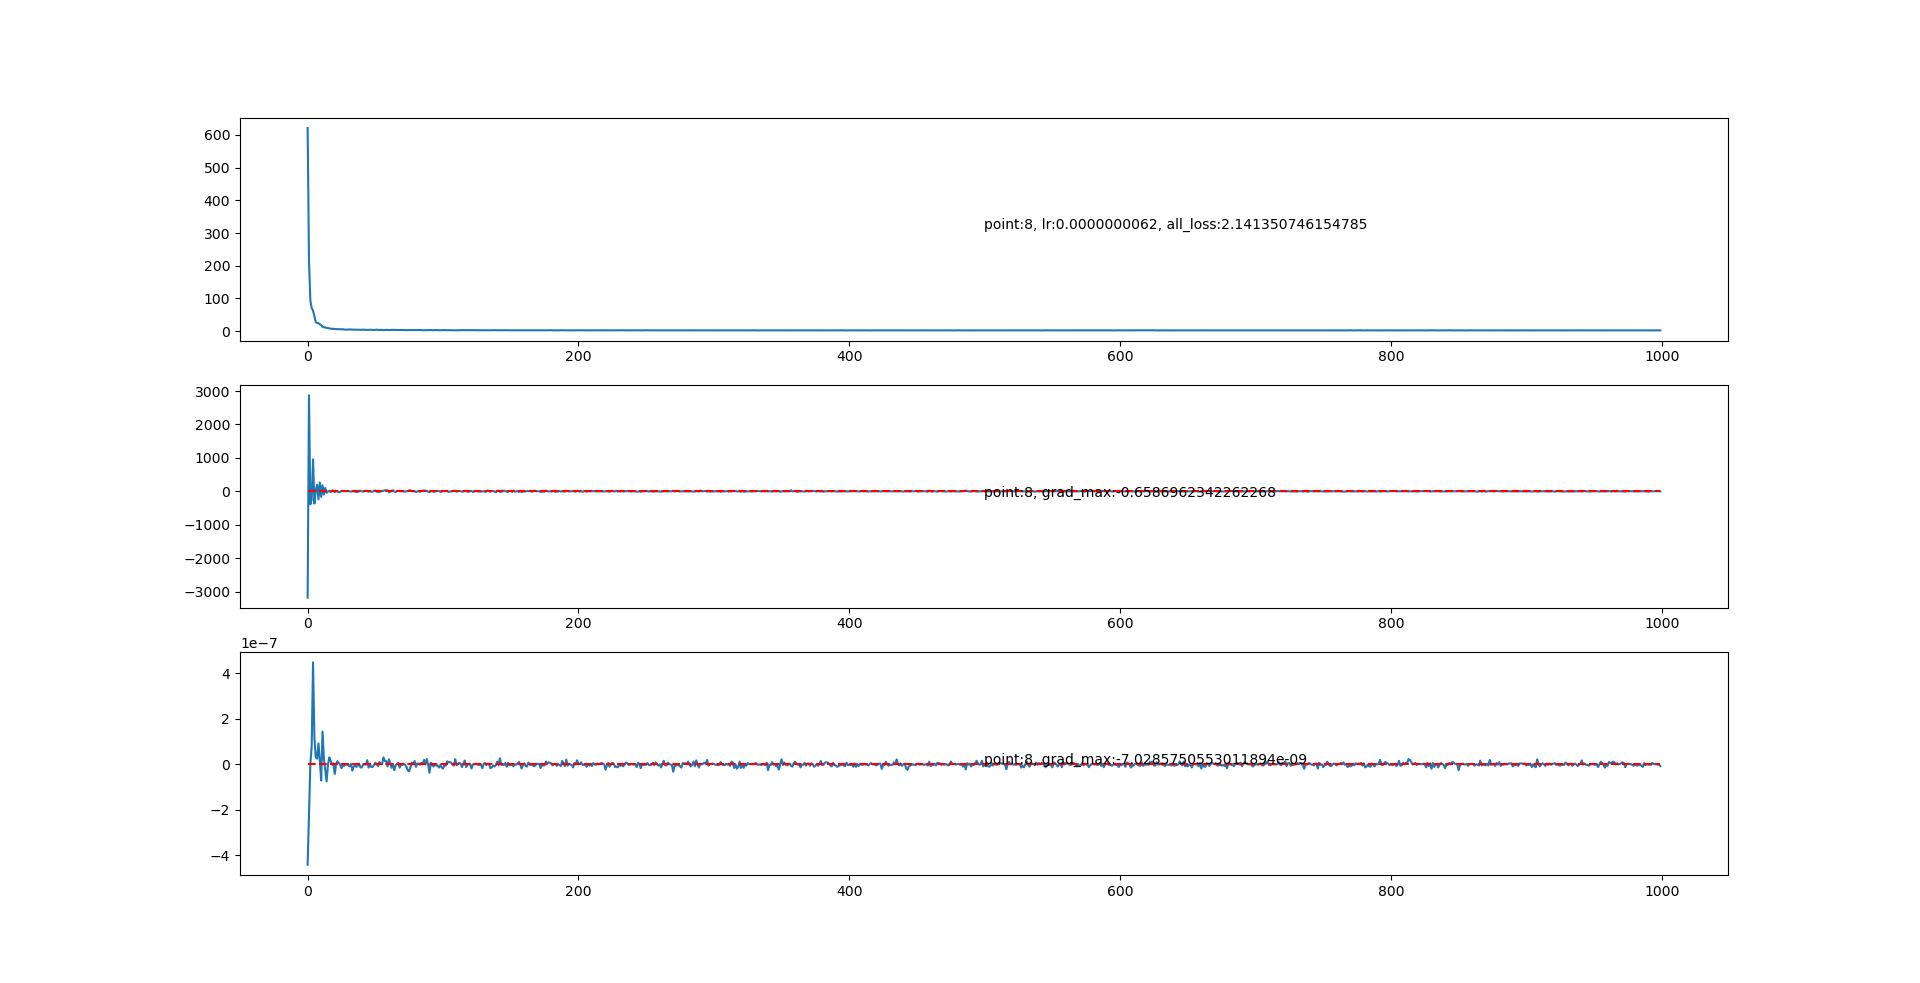 600
500
400
300
200
100
0
point:8, lr:0.0000000062, all_loss:2.141350746154785
0 200 400 600 800 1000
3000
2000
1000
0
−1000
−2000
−3000
point:8, grad_max:-0.6586962342262268
0 200 400 600 800 1000
1e−7
4
2
0
−2
−4
point:8, grad_max:-7.0285750553011894e-09
0 200 400 600 800 1000